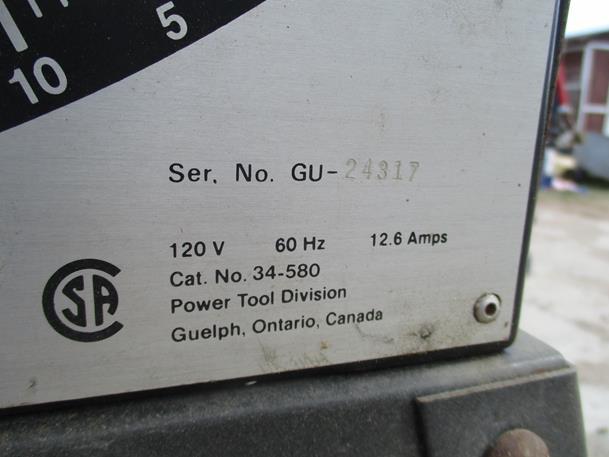 10 5
Ser. No. GU-24317
120 V 60 Hz 12.6 Amps
Cat. No. 34-580
Power Tool Division
Guelph, Ontario, Canada
CSA